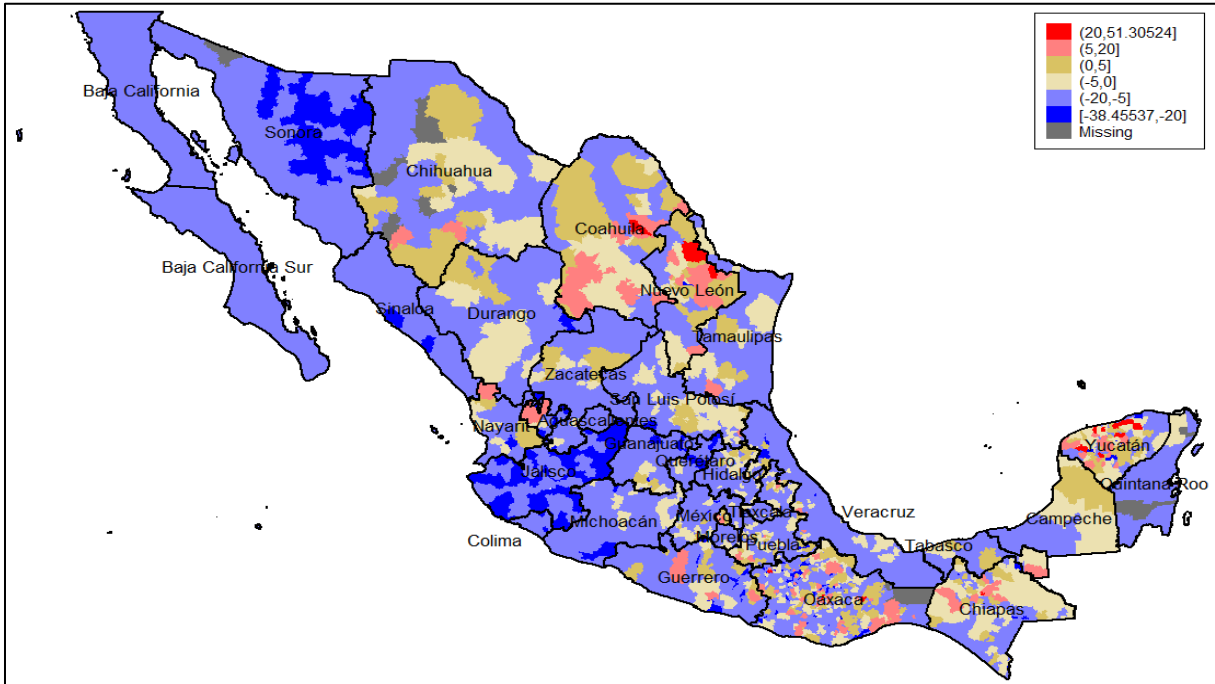 (20,51.30524]
(5,20]
(0,5]
(-5,0]
(-20,-5]
[-38.45537,-20]
Missing
Baja California
Sonora
Chihuahua
Coahuila
Baja California Sur
Nuevo León
Sinaloa
Durango
Tamaulipas
Zacatecas
San Luis Potosí
Aguascalientes
Nayarit
Guanajuato
Yucatán
Querétaro
Jalisco
Hidalgo
Quintana Roo
México
Tlaxcala
Veracruz
Campeche
Michoacán
Colima
Morelos
Puebla
Tabasco
Guerrero
Oaxaca
Chiapas